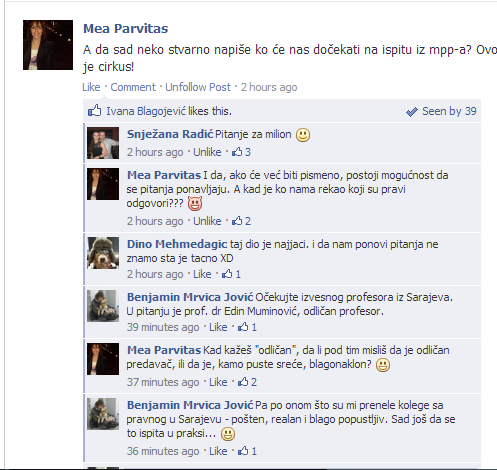 Mea Parvitas
A da sad neko stvarno napiše ko će nas dočekati na ispitu iz mpp-a? Ovo
je cirkus!
Like · Comment · Unfollow Post · 2 hours ago
Ivana Blagojević likes this. Seen by 39
Snježana Radić Pitanje za milion
2 hours ago · Unlike · 3
Mea Parvitas I da, ako će već biti pismeno, postoji mogućnost da
se pitanja ponavljaju. A kad je ko nama rekao koji su pravi
odgovori???
2 hours ago · Unlike · 2
Dino Mehmedagic taj dio je najjaci. i da nam ponovi pitanja ne
znamo sta je tacno XD
2 hours ago · Like · 1
Benjamin Mrvica Jović Očekujte izvesnog profesora iz Sarajeva.
U pitanju je prof. dr Edin Muminović, odličan profesor.
39 minutes ago · Like · 1
Mea Parvitas Kad kažeš "odličan", da li pod tim misliš da je odličan
predavač, ili da je, kamo puste sreće, blagonaklon?
37 minutes ago · Like · 2
Benjamin Mrvica Jović Pa po onom što su mi prenele kolege sa
pravnog u Sarajevu - pošten, realan i blago popustljiv. Sad još da se
to ispita u praksi...
36 minutes ago · Like · 1